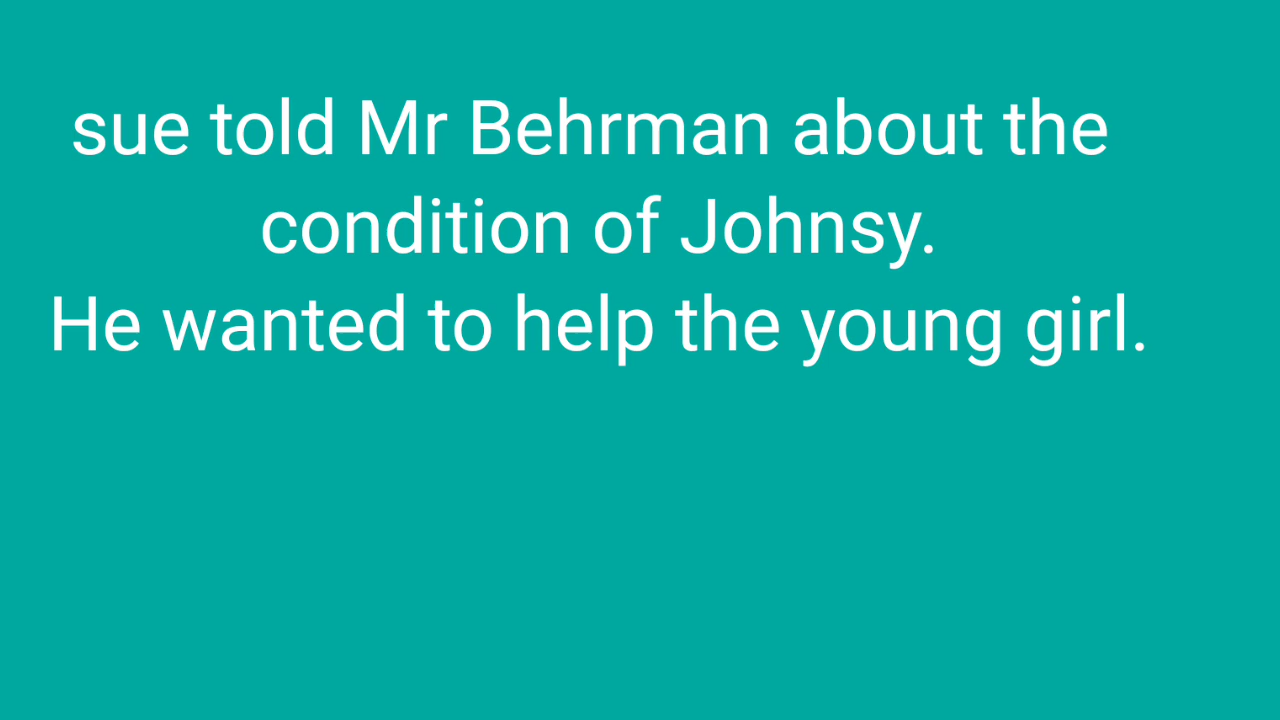 sue told Mr Behrman about the
condition of Johnsy.
He wanted to help the young girl.